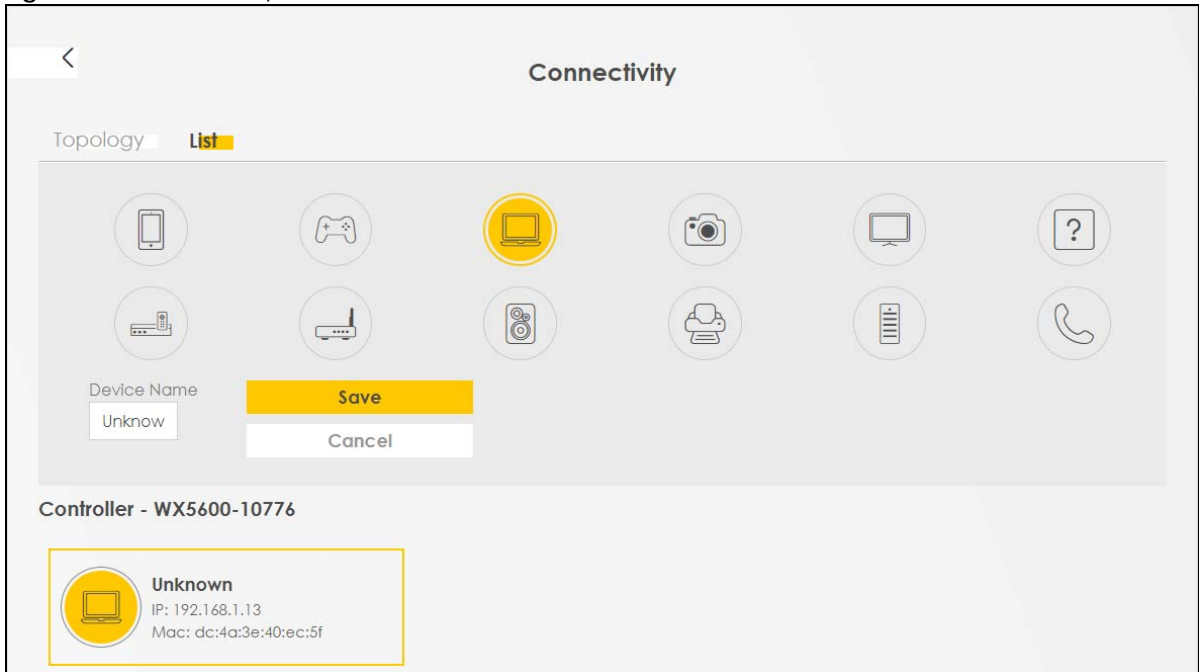 Connectivity
Topology List
?
Device Name
Save
Unknow
Cancel
Controller - WX5600-10776
Unknown
IP: 192.168.1.13
Mac: dc:4a:3e:40:ec:5f